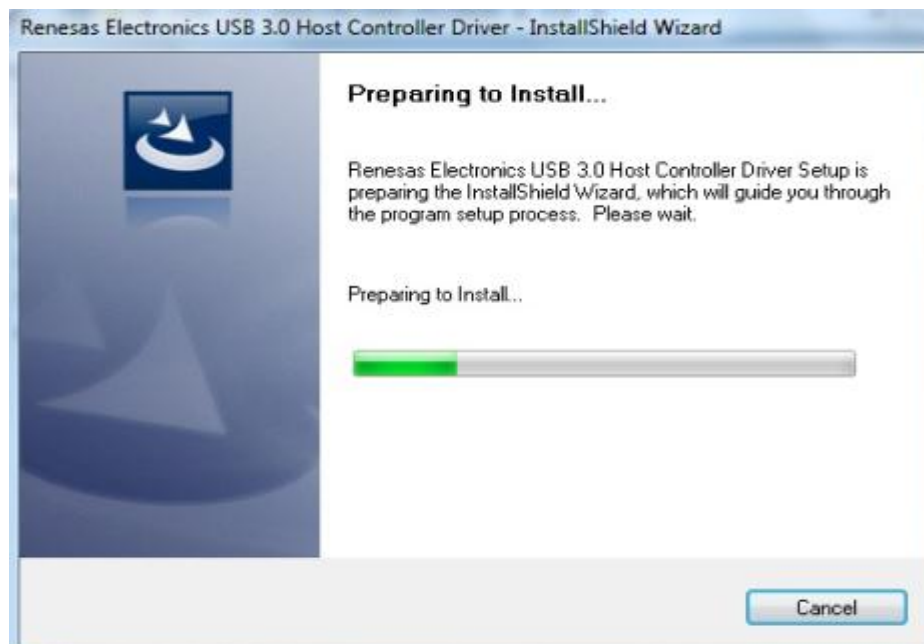 Renesas Electronics USB 3.0 Host Controller Driver - InstallShield Wizard
Preparing to Install...
Renesas Electronics USB 3.0 Host Controller Driver Setup is
preparing the InstallShield Wizard, which will guide you through
the program setup process. Please wait.
Preparing to Install...
Cancel